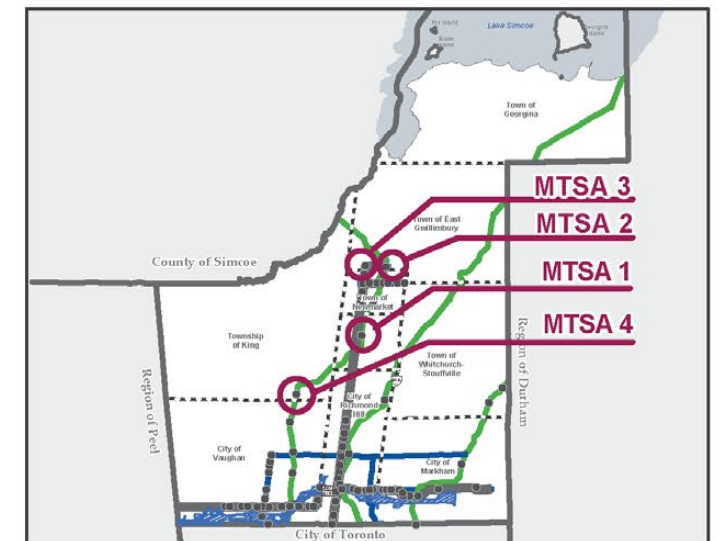 Lake Simcoe
Town of
Georgina
MTSA 3
Town of East
Gwillimbury
MTSA 2
County of Simcoe
MTSA 1
Town of
Newmarket
MTSA 4
Township
of King
Town of
Whitchurch-
Stouffville
Region of Durham
Region of Peel
City of
Richmond
Hill
City of
Vaughan
City of
Markham
City of Toronto